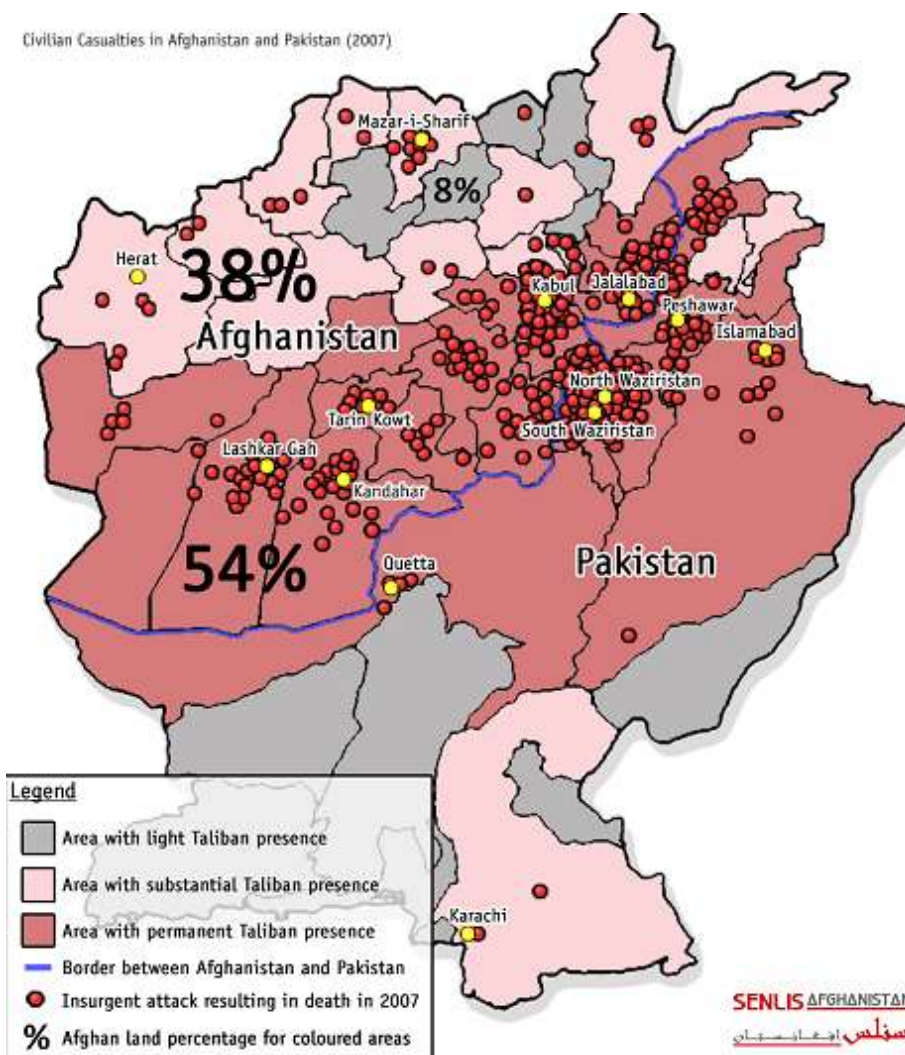 Civilian Casualties in Afghanistan and Pakistan (2007)
Mazar-i-Sharif
8%
Herat
38%
Kabul
Jalalabad
Peshawar
Afghanistan
Islamabad
North Waziristan
Tarin Kowt
South Waziristan
Lashkar Gah
Kandahar
54%
Quetta
Pakistan
Legend
Area with light Taliban presence
Area with substantial Taliban presence
Area with permanent Taliban presence
Border between Afghanistan and Pakistan
Insurgent attack resulting in death in 2007
% Afghan land percentage for coloured areas
Karachi
SENLIS AFGHANISTAN
سنلس افغانستان